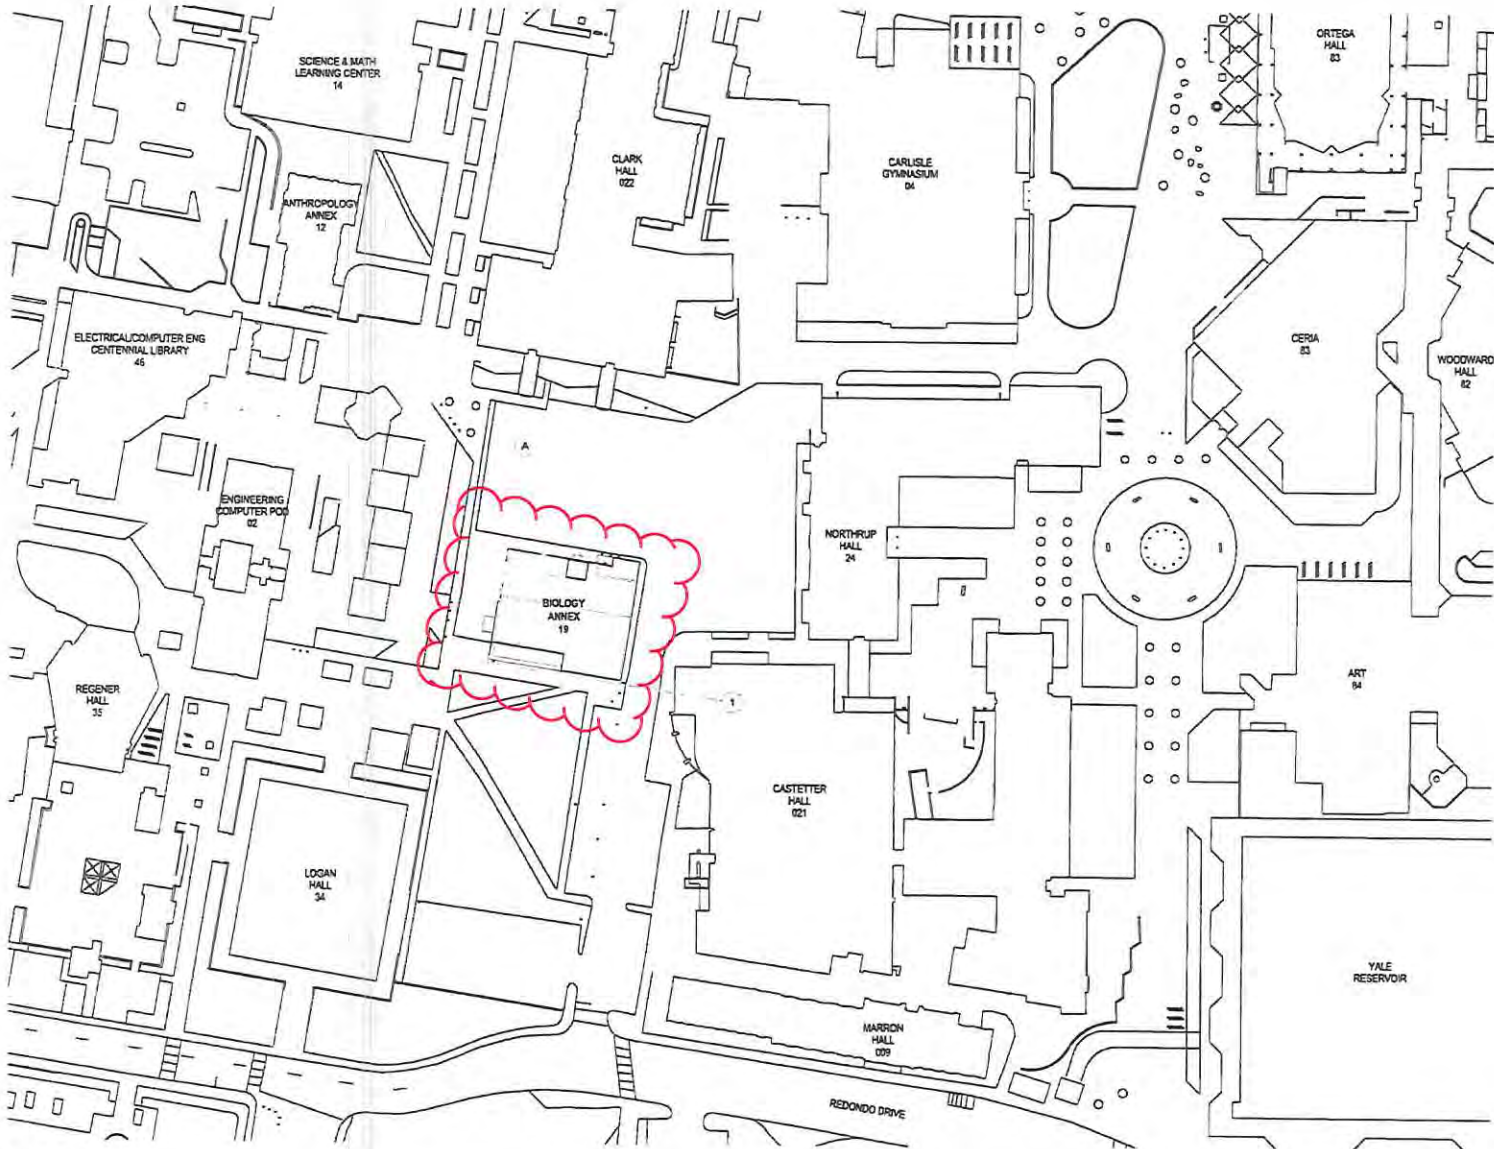 SCIENCE & MATH
LEARNING CENTER
14
ORTEGA
HALL
83
CLARK
HALL
022
CARLISLE
GYMNASIUM
04
ANTHROPOLOGY
ANNEX
12
ELECTRICAL/COMPUTER ENG
CENTENNIAL LIBRARY
46
CERIA
83
WOODWARD
HALL
82
A
ENGINEERING
COMPUTER POD
02
NORTHRUP
HALL
24
BIOLOGY
ANNEX
19
REGENER
HALL
35
ART
84
1
CASTETTER
HALL
021
LOGAN
HALL
34
YALE
RESERVOIR
MARRON
HALL
009
REDONDO DRIVE